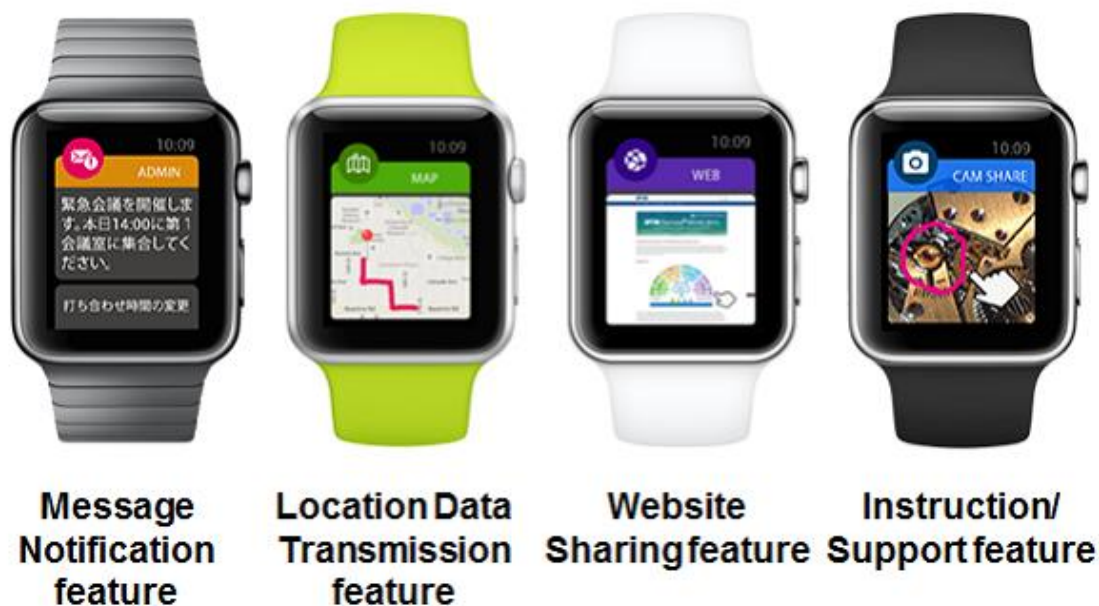 10:09
ADMIN
緊急会議を開催しま
す。本日14:00に第1
会議室に集合してく
ださい。
打ち合わせ時間の変更
10:09
MAP
10:09
WEB
10:09
CAM SHARE
Message
Notification
feature
Location Data
Transmission
feature
Website
Sharing feature
Instruction/
Support feature